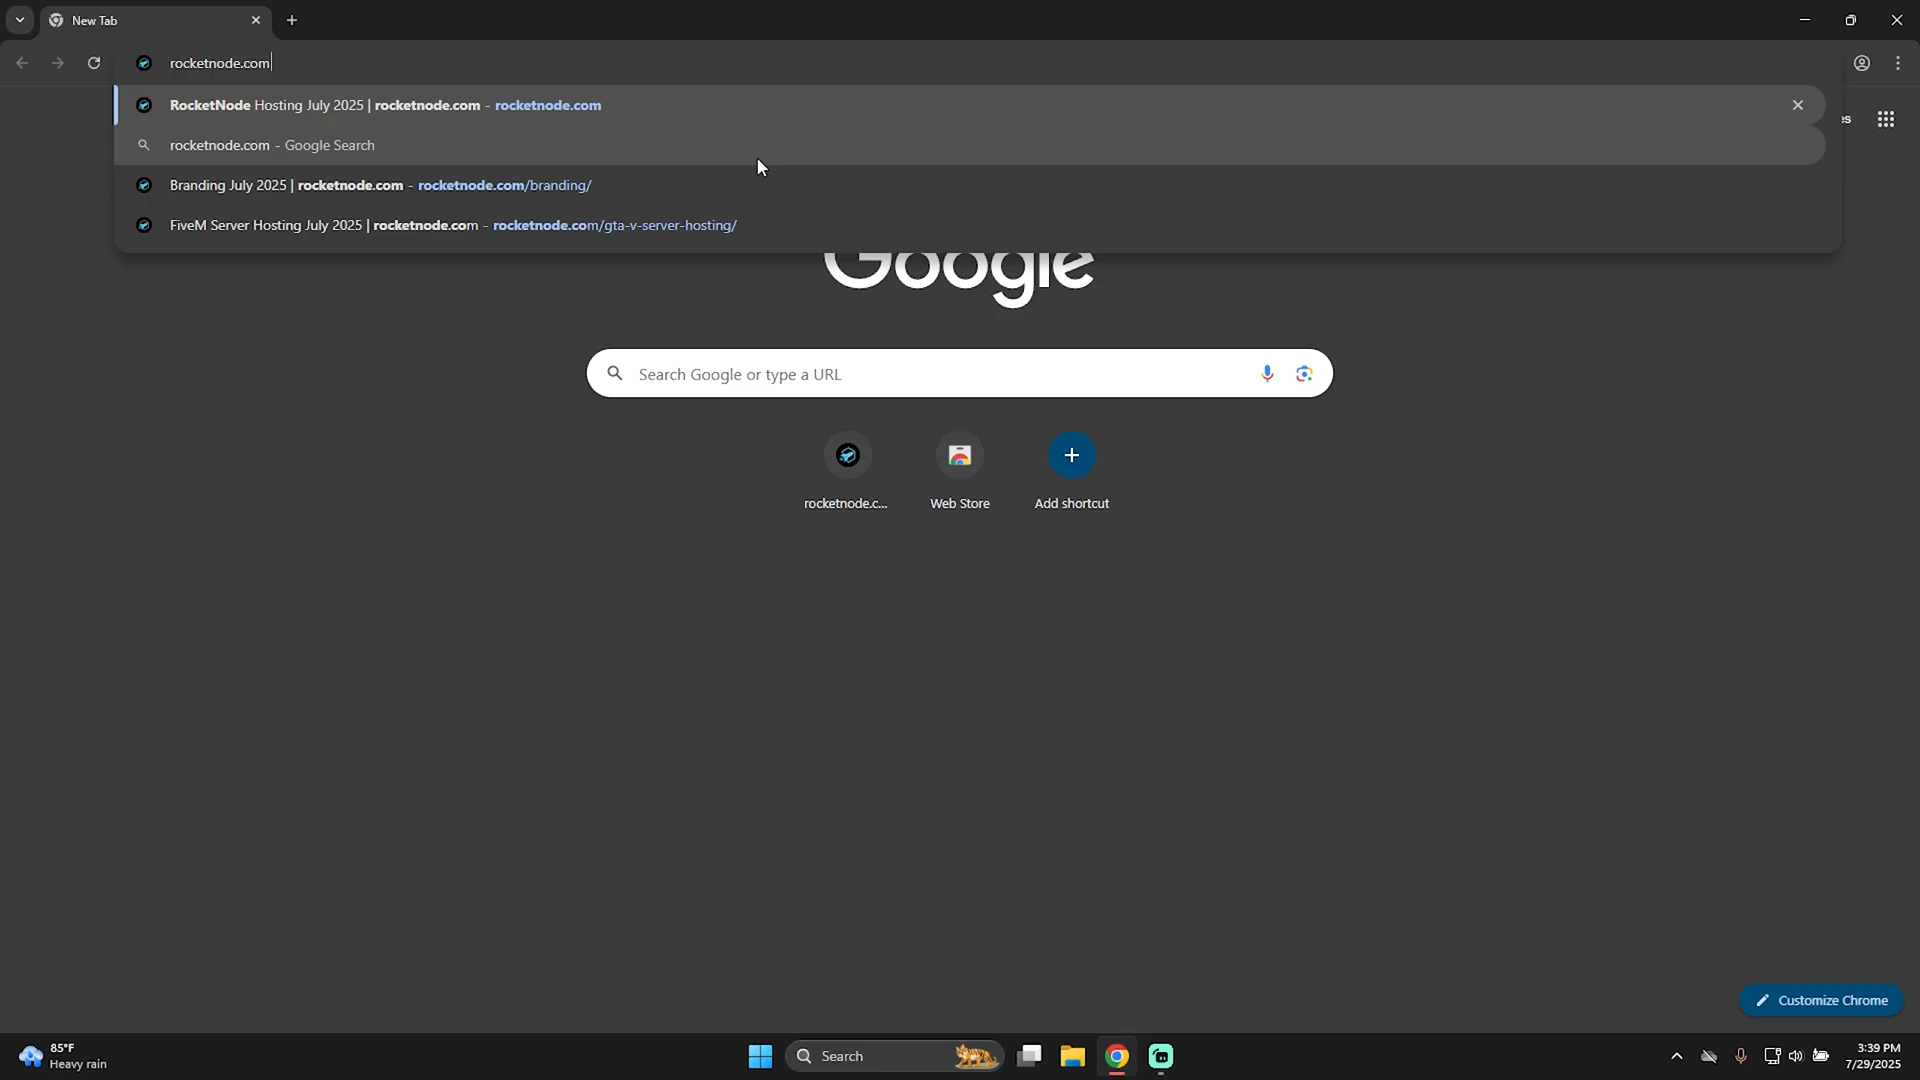 New Tab
rocketnode.com
RocketNode Hosting July 2025 | rocketnode.com - rocketnode.com
rocketnode.com - Google Search
es
Branding July 2025 | rocketnode.com - rocketnode.com/branding/
FiveM Server Hosting July 2025 | rocketnode.com - rocketnode.com/gta-v-server-hosting/
Google
Search Google or type a URL
rocketnode.c...
Web Store
Add shortcut
Customize Chrome
85°F
Heavy rain
Search
3:39 PM
7/29/2025